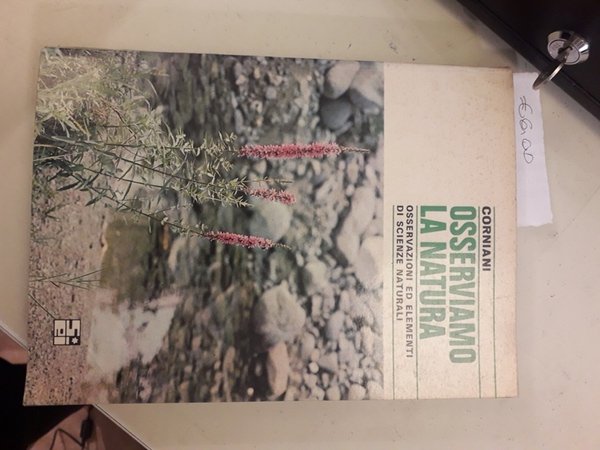 CORNIANI
OSSERVIAMO
LA NATURA
OSSERVAZIONI ED ELEMENTI
DI SCIENZE NATURALI